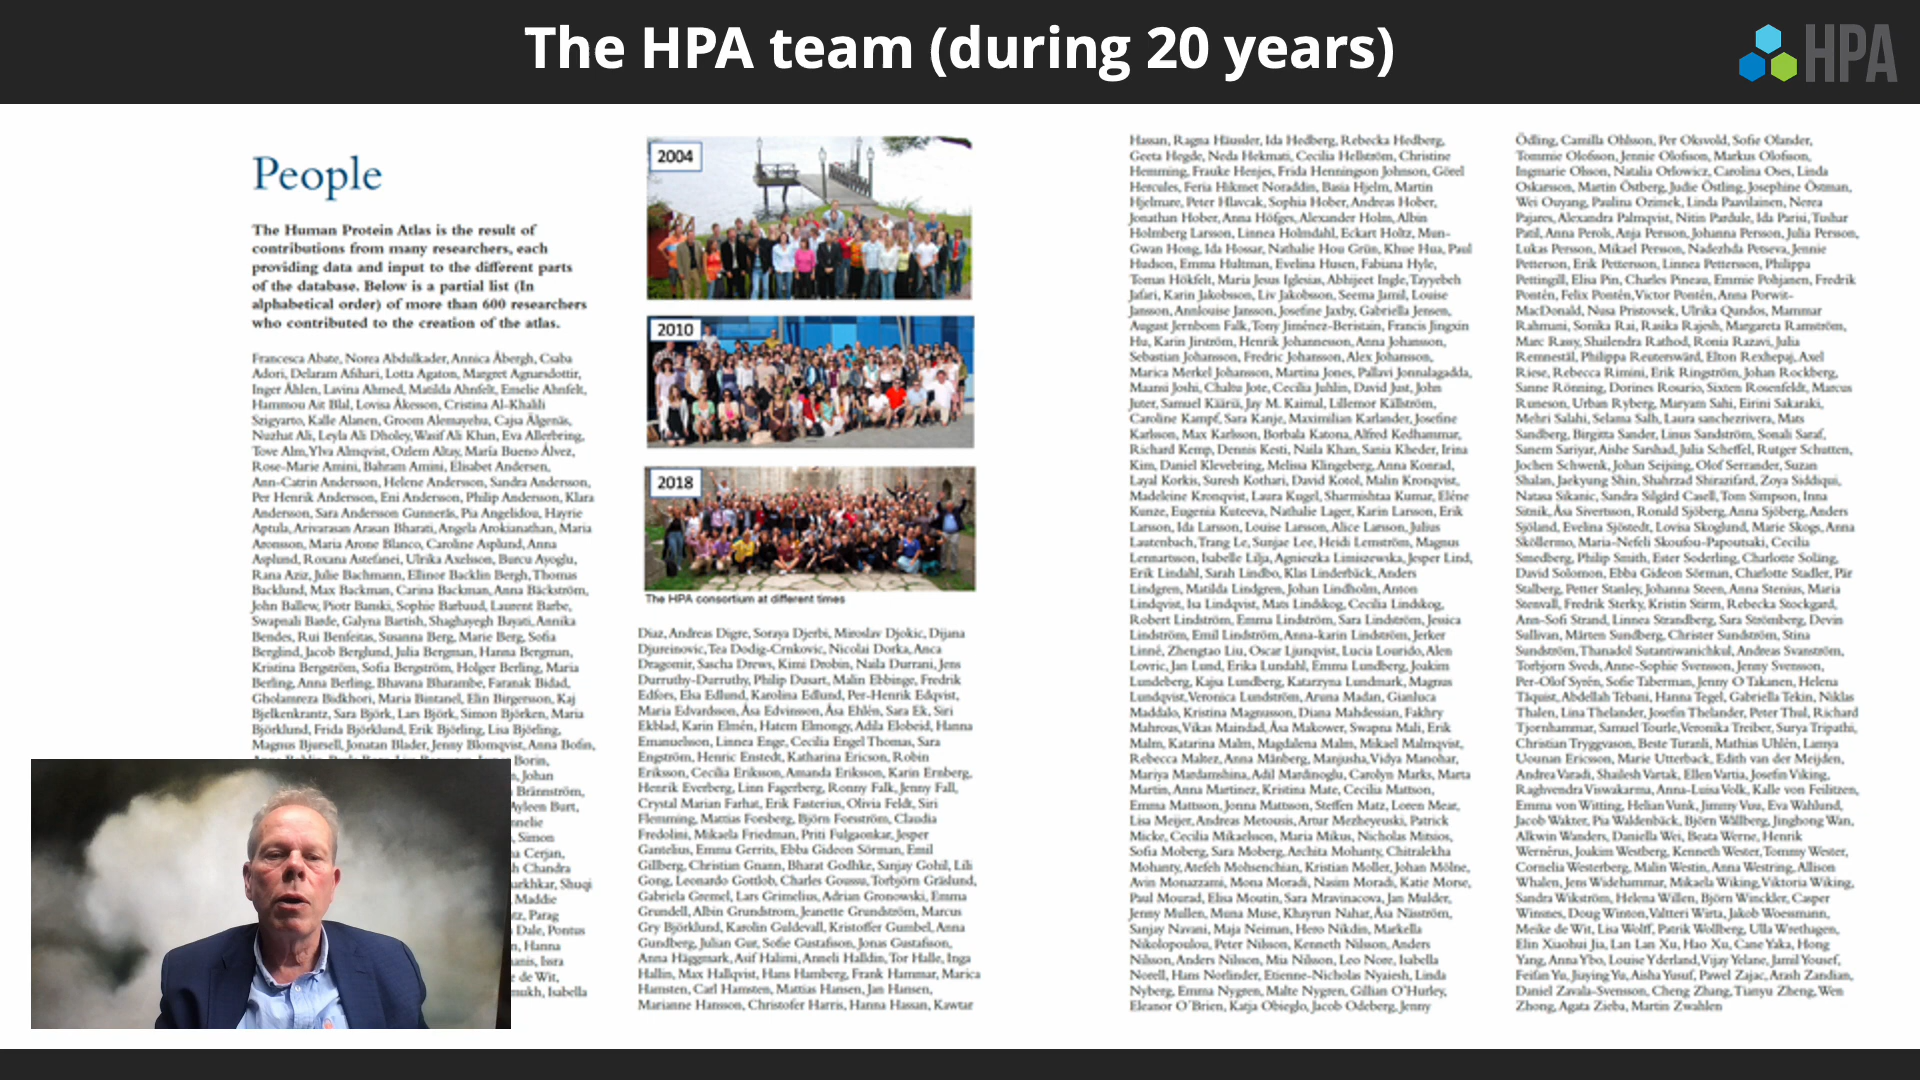 The HPA team (during 20 years)
HPA
People
The Human Protein Atlas is the result of
contributions from many researchers, each
providing data and input to the different parts
of the database. Below is a partial list (In
alphabetical order) of more than 600 researchers
who contributed to the creation of the atlas.
Francesca Abate, Norea Abdulkader, Annica Åbergh, Csaba
Adori, Delaram Afshari, Lotta Agaton, Margret Agnarsdottir,
Inger Åhlen, Lavina Ahmed, Matilda Ahnfelt, Emelie Ahnfelt,
Hammou Ait Blal, Lovisa Åkesson, Cristina Al-Khalili
Szigyarto, Kalle Alanen, Groom Alemayehu, Cajsa Älgenäs,
Nuzhat Ali, Leyla Ali Dholey, Wasif Ali Khan, Eva Allerbring,
Tove Alm, Ylva Almqvist, Ozlem Altay, María Bueno Álvez,
Rose-Marie Amini, Bahram Amini, Elisabet Andersen,
Ann-Catrin Andersson, Helene Andersson, Sandra Andersson,
Per Henrik Andersson, Eni Andersson, Philip Andersson, Klara
Andersson, Sara Andersson Gunnerås, Pia Angelidou, Hayrie
Aptula, Arivarasan Arasan Bharati, Angela Arokianathan, Maria
Aronsson, Maria Arone Blanco, Caroline Asplund, Anna
Asplund, Roxana Astefanei, Ulrika Axelsson, Burcu Ayoglu,
Rana Aziz, Julie Bachmann, Ellinor Backlin Bergh, Thomas
Backlund, Max Backman, Carina Backman, Anna Bäckström,
John Ballew, Piotr Banski, Sophie Barbaud, Laurent Barbe,
Swapnali Barde, Galyna Bartish, Shaghayegh Bayati, Annika
Bendes, Rui Benfeitas, Susanna Berg, Marie Berg, Sofia
Berglind, Jacob Berglund, Julia Bergman, Hanna Bergman,
Kristina Bergström, Sofia Bergström, Holger Berling, Maria
Berling, Anna Berling, Bhavana Bharambe, Faranak Bidad,
Gholamreza Bidkhori, Maria Bintanel, Elin Birgersson, Kaj
Bjelkenkrantz, Sara Björk, Lars Björk, Simon Björken, Maria
Björklund, Frida Björklund, Erik Björling, Lisa Björling,
Magnus Bjursell, Jonatan Blader, Jenny Blomqvist, Anna Bofin,
Borin,
Johan
Brännström,
Ayleen Burt,
Simon
Cerjan,
Chandra
Shuqi
Maddie
Parag
Dale, Pontus
Hanna
Issra
de Wit,
Isabella
2004
2010
2018
The HPA consortium at different times
Diaz, Andreas Digre, Soraya Djerbi, Miroslav Djokic, Dijana
Djureinovic, Tea Dodig-Crnkovic, Nicolai Dorka, Anca
Dragomir, Sascha Drews, Kimi Drobin, Naila Durrani, Jens
Durruthy-Durruthy, Philip Dusart, Malin Ebbinge, Fredrik
Edfors, Elsa Edlund, Karolina Edlund, Per-Henrik Edqvist,
Maria Edvardsson, Åsa Edvinsson, Åsa Ehlén, Sara Ek, Siri
Ekblad, Karin Elmén, Hatem Elmongy, Adila Elobeid, Hanna
Emanuelsson, Linnea Enge, Cecilia Engel Thomas, Sara
Engström, Henric Enstedt, Katharina Ericson, Robin
Eriksson, Cecilia Eriksson, Amanda Eriksson, Karin Ernberg,
Henrik Everberg, Linn Fagerberg, Ronny Falk, Jenny Fall,
Crystal Marian Farhat, Erik Fasterius, Olivia Feldt, Siri
Flemming, Mattias Forsberg, Björn Forsström, Claudia
Fredolini, Mikaela Friedman, Priti Fulgaonkar, Jesper
Gantelius, Emma Gerrits, Ebba Gideon Sörman, Emil
Gillberg, Christian Gnann, Bharat Godhke, Sanjay Gohil, Lili
Gong, Leonardo Gottlob, Charles Goussu, Torbjörn Gräslund,
Gabriela Gremel, Lars Grimelius, Adrian Gronowski, Emma
Grundell, Albin Grundstrom, Jeanette Grundström, Marcus
Gry Björklund, Karolin Guldevall, Kristoffer Gumbel, Anna
Gundberg, Julian Gur, Sofie Gustafsson, Jonas Gustafsson,
Anna Häggmark, Asif Halimi, Anneli Halldin, Tor Halle, Inga
Hallin, Max Hallqvist, Hans Hamberg, Frank Hammar, Marica
Hamsten, Carl Hamsten, Mattias Hansen, Jan Hansen,
Marianne Hansson, Christofer Harris, Hanna Hassan, Kawtar
Hassan, Ragna Häussler, Ida Hedberg, Rebecka Hedberg,
Geeta Hegde, Neda Hekmati, Cecilia Hellström, Christine
Hemming, Frauke Henjes, Frida Henningson Johnson, Görel
Hercules, Feria Hikmet Noraddin, Basia Hjelm, Martin
Hjelmare, Peter Hlavcak, Sophia Hober, Andreas Hober,
Jonathan Hober, Anna Höfges, Alexander Holm, Albin
Holmberg Larsson, Linnea Holmdahl, Eckart Holtz, Mun-
Gwan Hong, Ida Hossar, Nathalie Hou Grün, Khue Hua, Paul
Hudson, Emma Hultman, Evelina Husen, Fabiana Hyle,
Tomas Hökfelt, Maria Jesus Iglesias, Abhijeet Ingle, Tayyebeh
Jafari, Karin Jakobsson, Liv Jakobsson, Seema Jamil, Louise
Jansson, Annlouise Jansson, Josefine Jaxby, Gabriella Jensen,
August Jernbom Falk, Tony Jiménez-Beristain, Francis Jingxin
Hu, Karin Jirström, Henrik Johannesson, Anna Johansson,
Sebastian Johansson, Fredric Johansson, Alex Johansson,
Marica Merkel Johansson, Martina Jones, Pallavi Jonnalagadda,
Maansi Joshi, Chaltu Jote, Cecilia Juhlin, David Just, John
Juter, Samuel Kääriä, Jay M. Kaimal, Lillemor Källström,
Caroline Kampf, Sara Kanje, Maximilian Karlander, Josefine
Karlsson, Max Karlsson, Borbala Katona, Alfred Kedhammar,
Richard Kemp, Dennis Kesti, Naila Khan, Sania Kheder, Irina
Kim, Daniel Klevebring, Melissa Klingeberg, Anna Konrad,
Layal Korkis, Suresh Kothari, David Kotol, Malin Kronqvist,
Madeleine Kronqvist, Laura Kugel, Sharmishtaa Kumar, Eléne
Kunze, Eugenia Kuteeva, Nathalie Lager, Karin Larsson, Erik
Larsson, Ida Larsson, Louise Larsson, Alice Larsson, Julius
Lautenbach, Trang Le, Sunjae Lee, Heidi Lernström, Magnus
Lennartsson, Isabelle Lilja, Agnieszka Limiszewska, Jesper Lind,
Erik Lindahl, Sarah Lindbo, Klas Linderbäck, Anders
Lindgren, Matilda Lindgren, Johan Lindholm, Anton
Lindqvist, Isa Lindqvist, Mats Lindskog, Cecilia Lindskog,
Robert Lindström, Emma Lindström, Sara Lindström, Jessica
Lindström, Emil Lindström, Anna-karin Lindström, Jerker
Linné, Zhengtao Liu, Oscar Ljunqvist, Lucia Lourido, Alen
Lovric, Jan Lund, Erika Lundahl, Emma Lundberg, Joakim
Lundeberg, Kajsa Lundberg, Katarzyna Lundmark, Magnus
Lundqvist, Veronica Lundström, Aruna Madan, Gianluca
Maddalo, Kristina Magnusson, Diana Mahdessian, Fakhry
Mahrous, Vikas Maindad, Åsa Makower, Swapna Mali, Erik
Malm, Katarina Malm, Magdalena Malm, Mikael Malmqvist,
Rebecca Maltez, Anna Månberg, Manjusha, Vidya Manohar,
Mariya Mardamshina, Adil Mardinoglu, Carolyn Marks, Marta
Martin, Anna Martinez, Kristina Mate, Cecilia Mattson,
Emma Mattsson, Jonna Mattsson, Steffen Matz, Loren Mear,
Lisa Meijer, Andreas Metousis, Artur Mezheyeuski, Patrick
Micke, Cecilia Mikaelsson, Maria Mikus, Nicholas Mitsios,
Sofia Moberg, Sara Moberg, Archita Mohanty, Chitralekha
Mohanty, Atefeh Mohsenchian, Kristian Moller, Johan Mölne,
Avin Monazzami, Mona Moradi, Nasim Moradi, Katie Morse,
Paul Mourad, Elisa Moutin, Sara Mravinacova, Jan Mulder,
Jenny Mullen, Muna Muse, Khayrun Nahar, Åsa Näsström,
Sanjay Navani, Maja Neiman, Hero Nikdin, Markella
Nikolopoulou, Peter Nilsson, Kenneth Nilsson, Anders
Nilsson, Anders Nilsson, Mia Nilsson, Leo Norr, Isabella
Norell, Hans Norlinder, Etienne-Nicholas Nyaiesh, Linda
Nyberg, Emma Nygren, Malte Nygren, Gillian O'Hurley,
Eleanor O'Brien, Katja Obieglo, Jacob Odeberg, Jenny
Ödling, Camilla Ohlsson, Per Oksvold, Sofie Olander,
Tommie Olofsson, Jennie Olofsson, Markus Olofsson,
Ingmarie Olsson, Natalia Orlowicz, Carolina Oses, Linda
Oskarsson, Martin Östberg, Judie Östling, Josephine Östman,
Wei Ouyang, Paulina Ozimek, Linda Paavilainen, Nerea
Pajares, Alexandra Palmqvist, Nitin Pardule, Ida Parisi, Tushar
Patil, Anna Perols, Anja Persson, Johanna Persson, Julia Persson,
Lukas Persson, Mikael Persson, Nadezhda Petseva, Jennie
Petterson, Erik Pettersson, Linnea Pettersson, Philippa
Pettingill, Elisa Pin, Charles Pineau, Emmie Pohjanen, Fredrik
Pontén, Felix Pontén, Victor Pontén, Anna Porwit-
MacDonald, Nusa Pristovsek, Ulrika Qundos, Mammar
Rahmani, Sonika Rai, Rasika Rajesh, Margareta Ramström,
Marc Rassy, Shailendra Rathod, Ronia Razavi, Julia
Remnestål, Philippa Reuterswärd, Elton Rexhepaj, Axel
Riese, Rebecca Rimini, Erik Ringström, Johan Rockberg,
Sanne Rönning, Dorines Rosario, Sixten Rosenfeldt, Marcus
Runeson, Urban Ryberg, Maryam Sahi, Eirini Sakaraki,
Mehri Salahi, Selama Salh, Laura sanchezrivera, Mats
Sandberg, Birgitta Sander, Linus Sandström, Sonali Saraf,
Sanem Sariyar, Aishe Sarshad, Julia Scheffel, Rutger Schutten,
Jochen Schwenk, Johan Seijsing, Olof Serrander, Suzan
Shalan, Jaekyung Shin, Shahrzad Shirazifard, Zoya Siddiqui,
Natasa Sikanic, Sandra Silgård Casell, Tom Simpson, Inna
Sitnik, Åsa Sivertsson, Ronald Sjöberg, Anna Sjöberg, Anders
Sjöland, Evelina Sjöstedt, Lovisa Skoglund, Marie Skogs, Anna
Sköllermo, Maria-Nefeli Skoufou-Papoutsaki, Cecilia
Smedberg, Philip Smith, Ester Soderling, Charlotte Soläng,
David Solomon, Ebba Gideon Sörman, Charlotte Stadler, Pär
Stalberg, Petter Stanley, Johanna Steen, Anna Stenius, Maria
Stenvall, Fredrik Sterky, Kristin Stirm, Rebecka Stockgard,
Ann-Sofi Strand, Linnea Strandberg, Sara Strömberg, Devin
Sullivan, Mårten Sundberg, Christer Sundström, Stina
Sundström, Thanadol Sutantiwanichkul, Andreas Svanström,
Torbjorn Sveds, Anne-Sophie Svensson, Jenny Svensson,
Per-Olof Syrén, Sofie Taberman, Jenny O Takanen, Helena
Täquist, Abdellah Tebani, Hanna Tegel, Gabriella Tekin, Niklas
Thalen, Lina Thelander, Josefin Thelander, Peter Thul, Richard
Tjornhammar, Samuel Tourle, Veronika Treiber, Surya Tripathi,
Christian Tryggvason, Beste Turanli, Mathias Uhlén, Lamya
Uounan Ericsson, Marie Utterback, Edith van der Meijden,
Andrea Varadi, Shailesh Vartak, Ellen Vartia, Josefin Viking,
Raghvendra Viswakarma, Anna-Luisa Volk, Kalle von Feilitzen,
Emma von Witting, Helian Vunk, Jimmy Vuu, Eva Wahlund,
Jacob Wakter, Pia Waldenbäck, Björn Wållberg, Jinghong Wan,
Alkwin Wanders, Daniella Wei, Beata Werne, Henrik
Wernérus, Joakim Westberg, Kenneth Wester, Tommy Wester,
Cornelia Westerberg, Malin Westin, Anna Westring, Allison
Whalen, Jens Widehammar, Mikaela Wiking, Viktoria Wiking,
Sandra Wikström, Helena Willen, Björn Winckler, Casper
Winsnes, Doug Winton, Valtteri Wirta, Jakob Woessmann,
Meike de Wit, Lisa Wolff, Patrik Wollberg, Ulla Wrethagen,
Elin Xiaohui Jia, Lan Lan Xu, Hao Xu, Cane Yaka, Hong
Yang, Anna Ybo, Louise Yderland, Vijay Yelane, Jamil Yousef,
Feifan Yu, Jiaying Yu, Aisha Yusuf, Pawel Zajac, Arash Zandian,
Daniel Zavala-Svensson, Cheng Zhang, Tianyu Zheng, Wen
Zhong, Agata Zieba, Martin Zwahlen